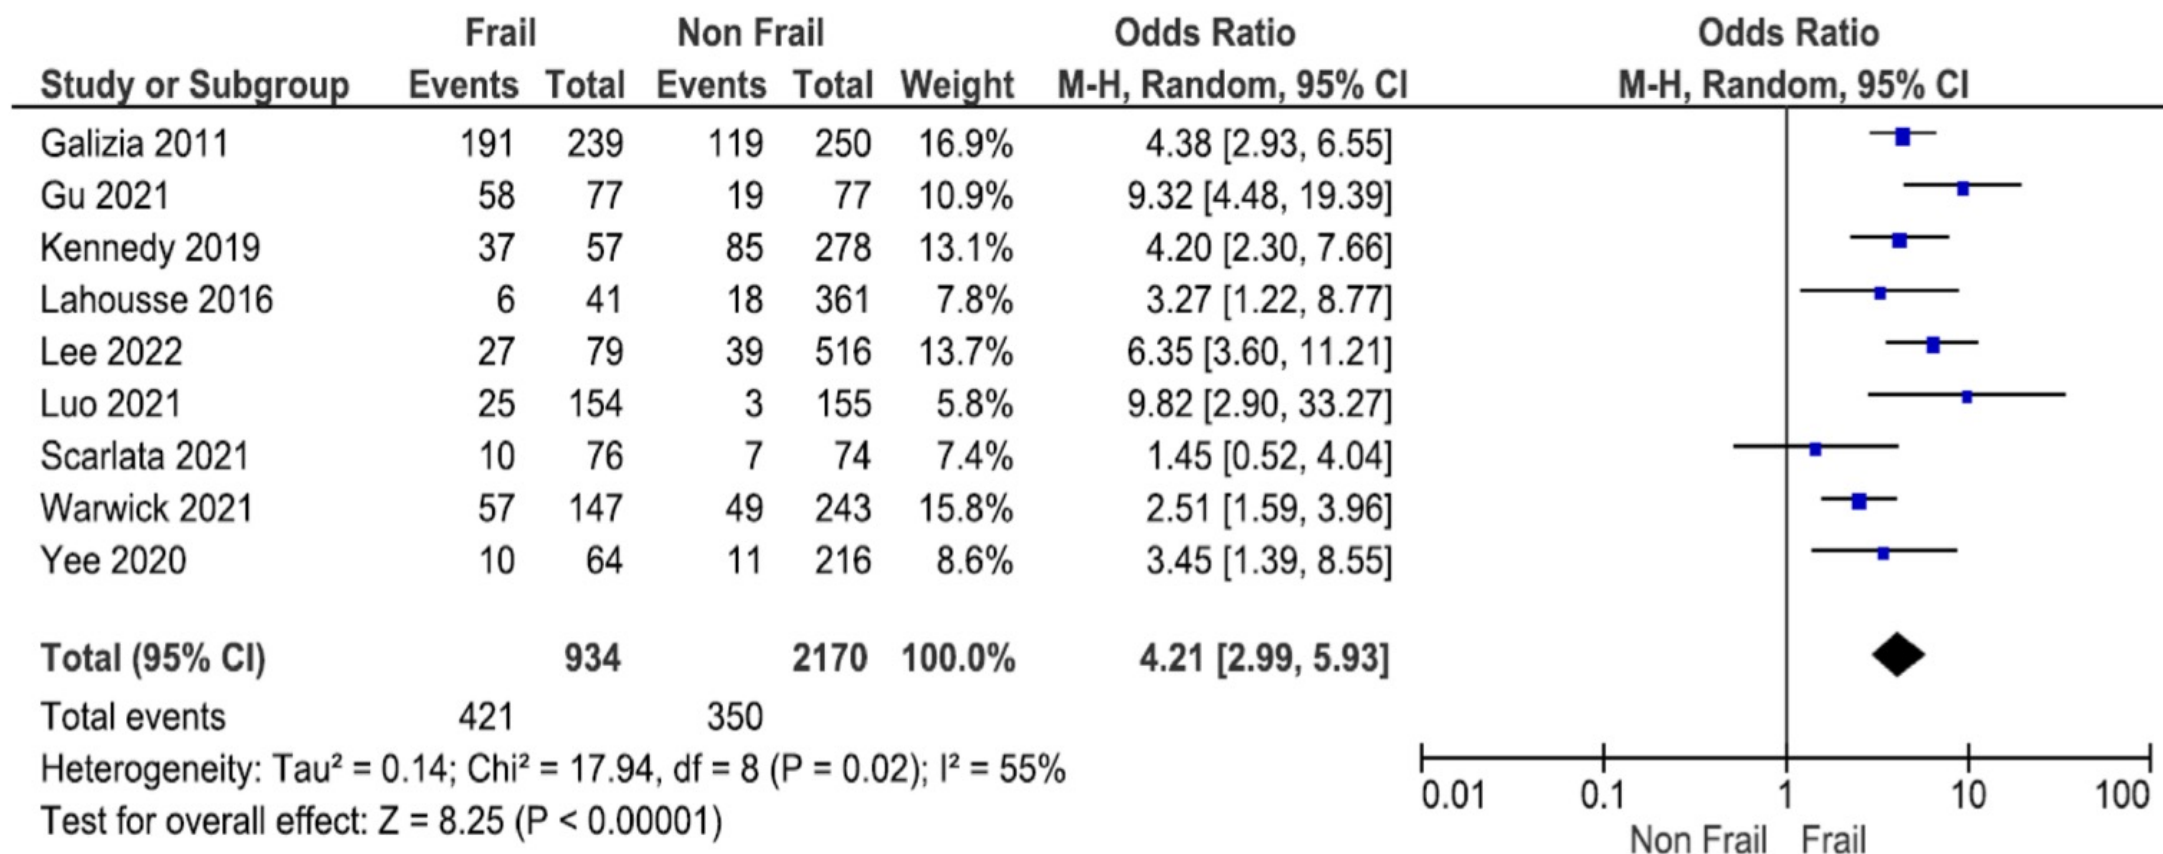 Frail Non Frail Odds Ratio Odds Ratio
Study or Subgroup Events Total Events Total Weight M-H, Random, 95% CI M-H, Random, 95% CI
Galizia 2011 191 239 119 250 16.9% 4.38 [2.93, 6.55]
Gu 2021 58 77 19 77 10.9% 9.32 [4.48, 19.39]
Kennedy 2019 37 57 85 278 13.1% 4.20 [2.30, 7.66]
Lahousse 2016 6 41 18 361 7.8% 3.27 [1.22, 8.77]
Lee 2022 27 79 39 516 13.7% 6.35 [3.60, 11.21]
Luo 2021 25 154 3 155 5.8% 9.82 [2.90, 33.27]
Scarlata 2021 10 76 7 74 7.4% 1.45 [0.52, 4.04]
Warwick 2021 57 147 49 243 15.8% 2.51 [1.59, 3.96]
Yee 2020 10 64 11 216 8.6% 3.45 [1.39, 8.55]
Total (95% CI) 934 2170 100.0% 4.21 [2.99, 5.93]
Total events 421 350
Heterogeneity: Tau² = 0.14; Chi² = 17.94, df = 8 (P = 0.02); I² = 55%
Test for overall effect: Z = 8.25 (P < 0.00001)
0.01 0.1 1 10 100
Non Frail Frail